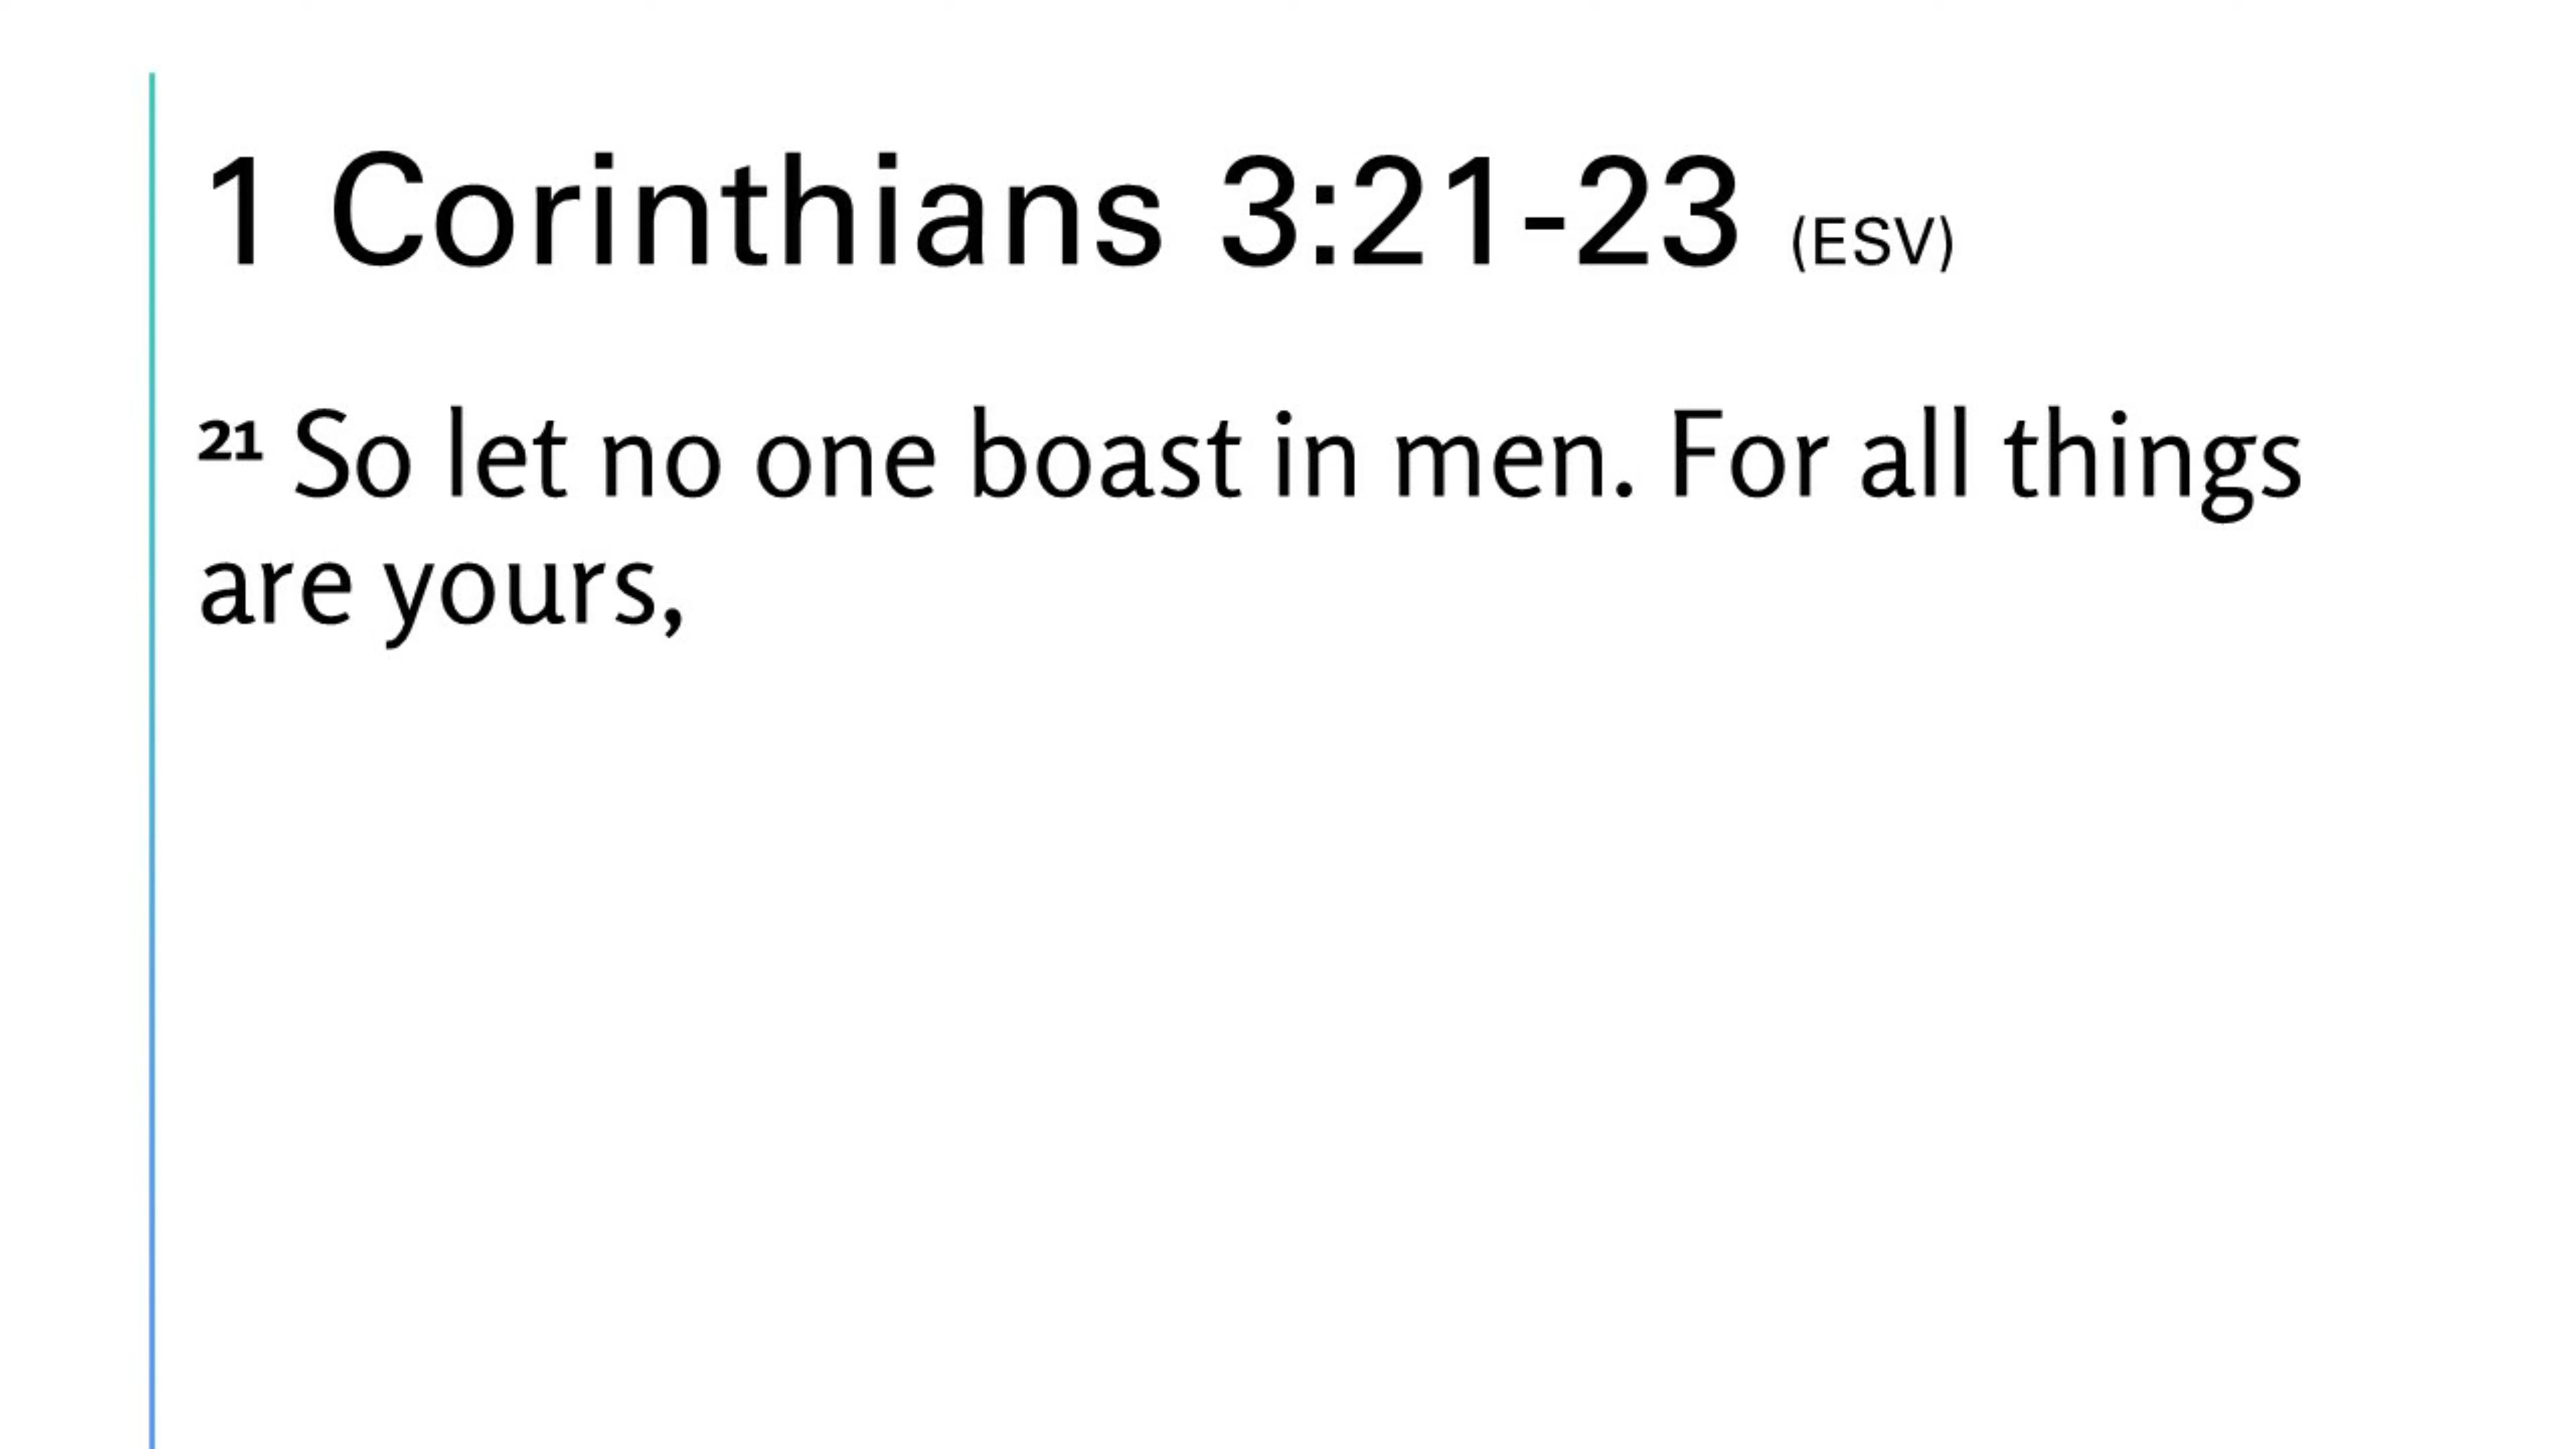 1 Corinthians 3:21-23 (ESV)
21 So let no one boast in men. For all things
are yours,